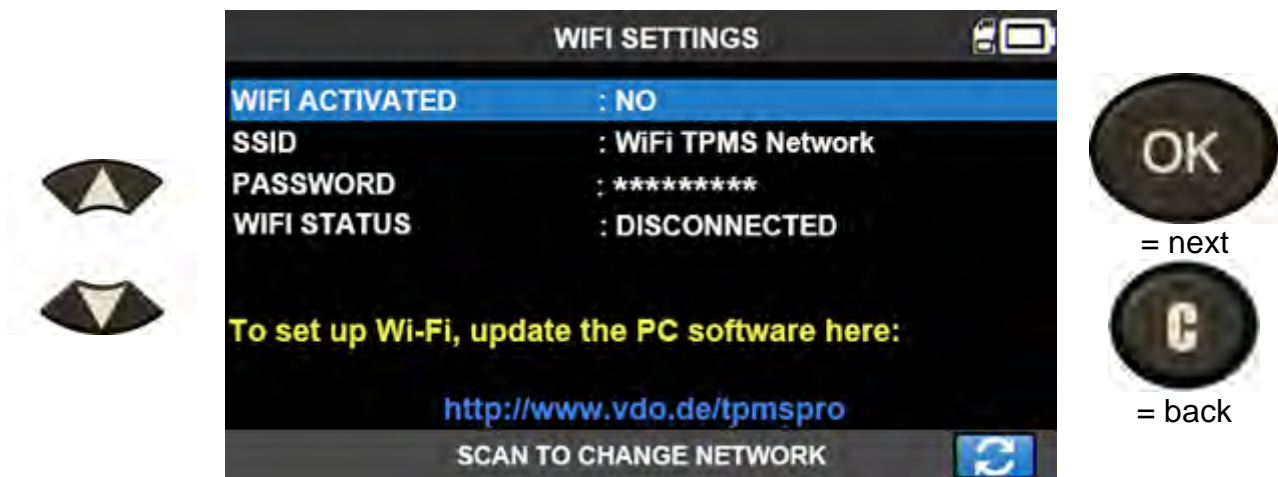 WIFI SETTINGS
WIFI ACTIVATED : NO
SSID : WiFi TPMS Network
PASSWORD : *********
WIFI STATUS : DISCONNECTED
To set up Wi-Fi, update the PC software here:
http://www.vdo.de/tpmspro
SCAN TO CHANGE NETWORK
OK
= next
C
= back